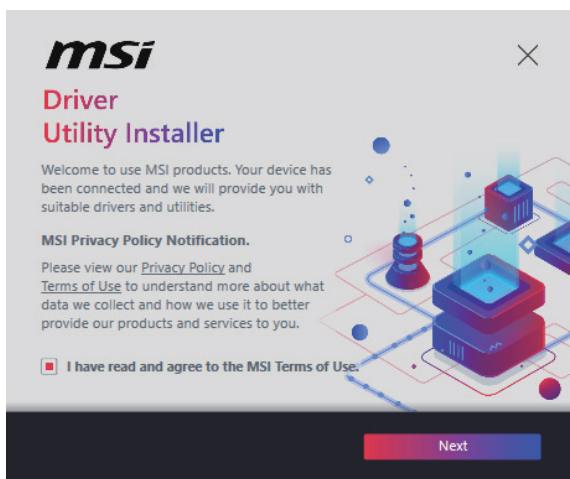 msi
Driver
Utility Installer
Welcome to use MSI products. Your device has
been connected and we will provide you with
suitable drivers and utilities.
MSI Privacy Policy Notification.
Please view our Privacy Policy and
Terms of Use to understand more about what
data we collect and how we use it to better
provide our products and services to you.
I have read and agree to the MSI Terms of Use.
Next